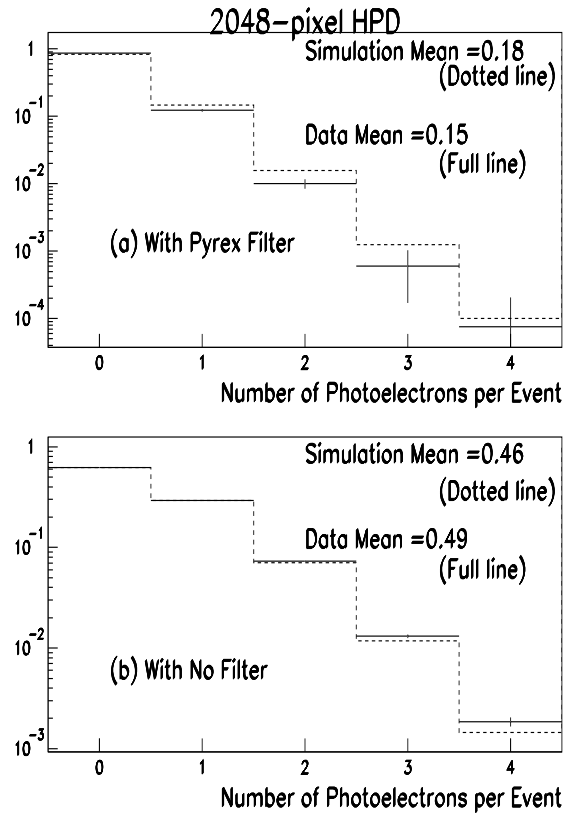 2048-pixel HPD
1
Simulation Mean =0.18
(Dotted line)
10^-1
Data Mean =0.15
(Full line)
10^-2
(a) With Pyrex Filter
10^-3
10^-4
0 1 2 3 4
Number of Photoelectrons per Event
1
Simulation Mean =0.46
(Dotted line)
10^-1
Data Mean =0.49
(Full line)
10^-2
(b) With No Filter
10^-3
0 1 2 3 4
Number of Photoelectrons per Event